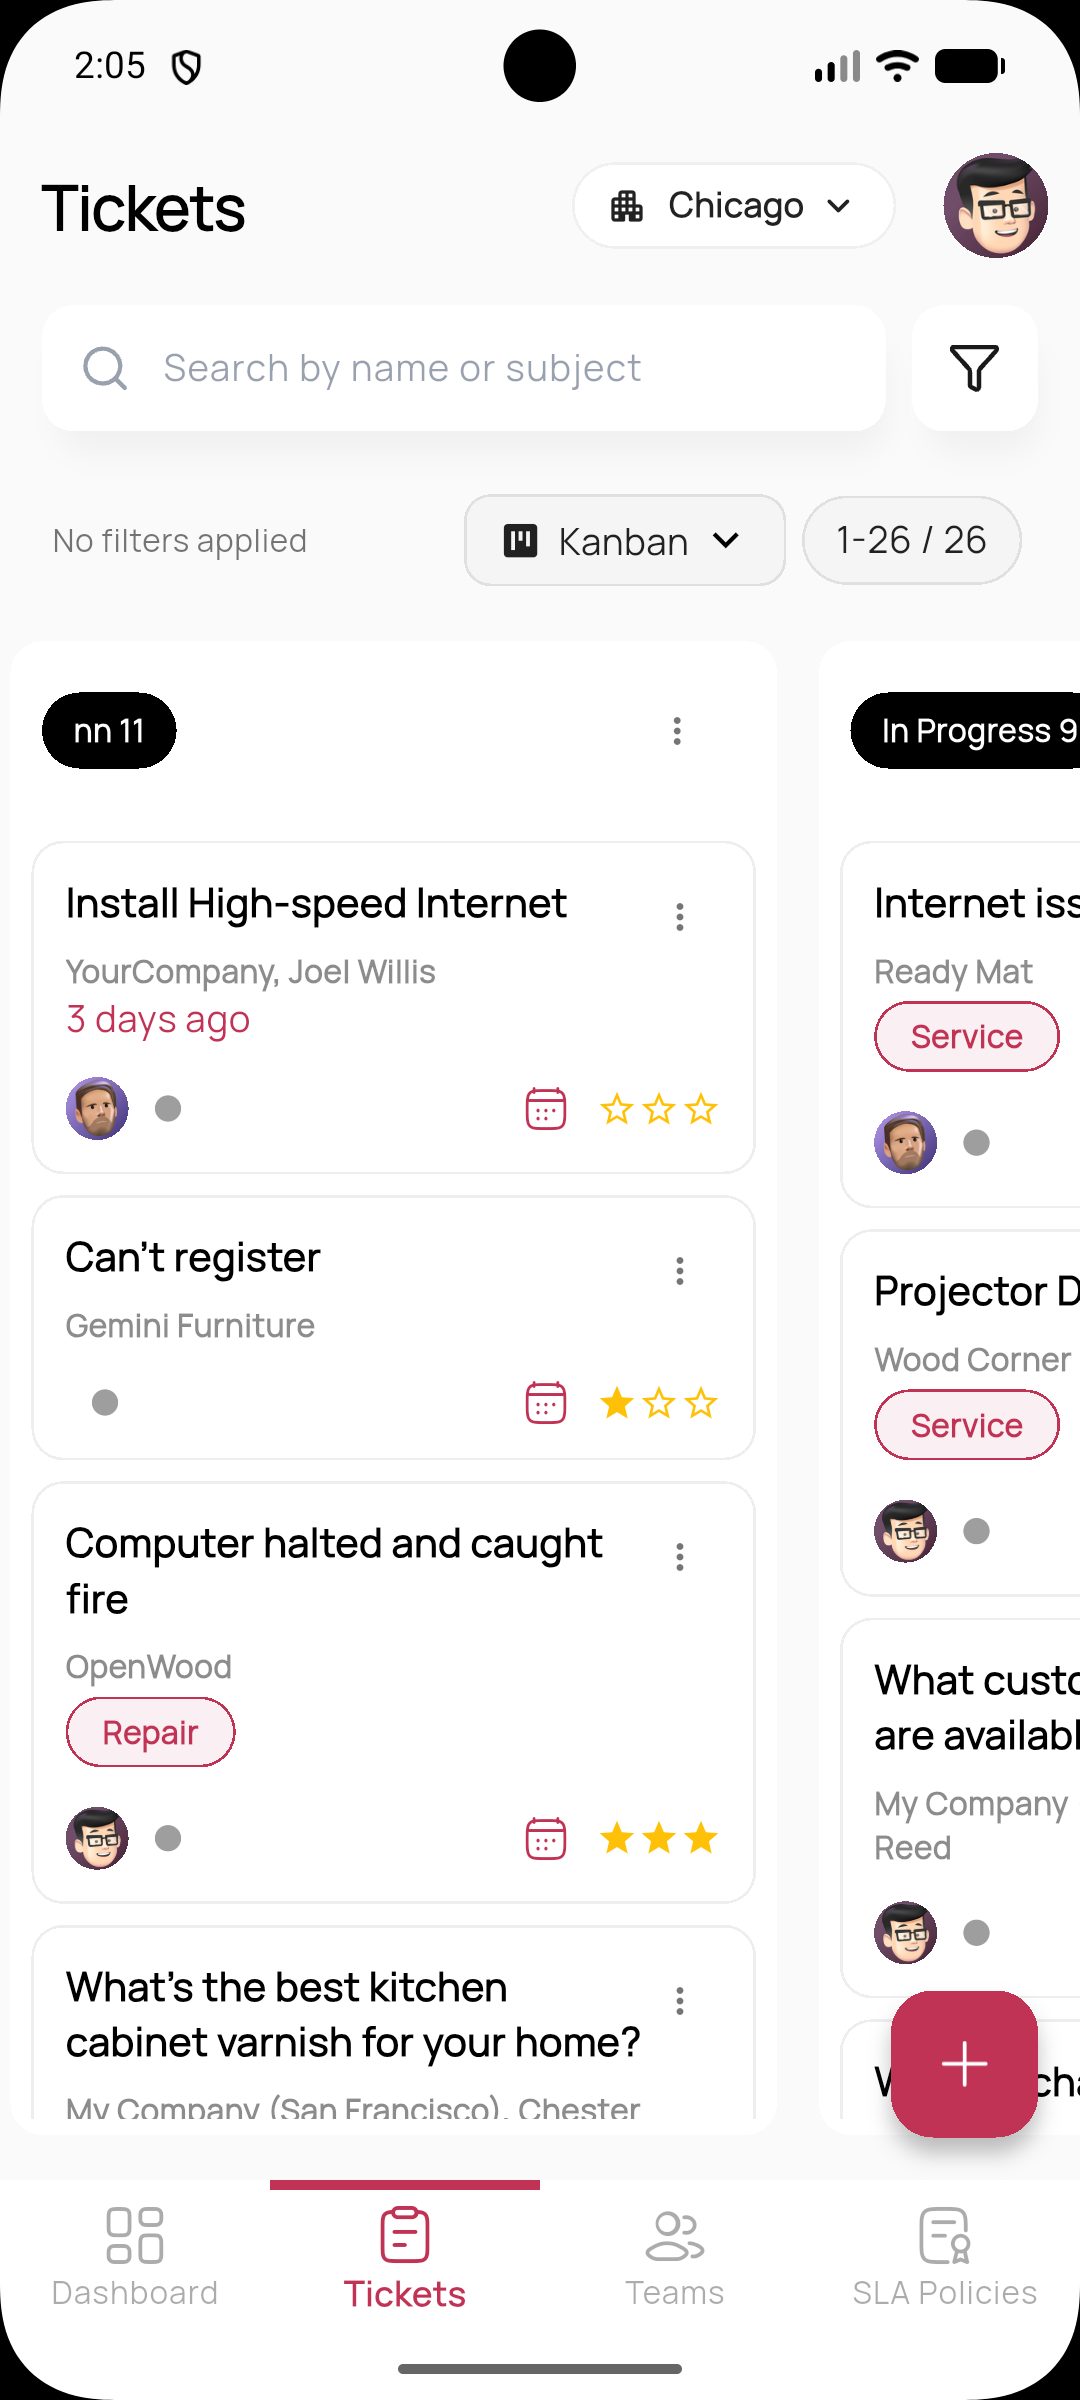 2:05
Tickets
Chicago
Search by name or subject
No filters applied
Kanban
1-26 / 26
nn 11
Install High-speed Internet
YourCompany, Joel Willis
3 days ago
Can't register
Gemini Furniture
Computer halted and caught
fire
OpenWood
Repair
What's the best kitchen
cabinet varnish for your home?
My Company (San Francisco), Chester
In Progress 9
Internet iss
Ready Mat
Service
Projector D
Wood Corner
Service
What custo
are availabl
My Company
Reed
Dashboard
Tickets
Teams
SLA Policies